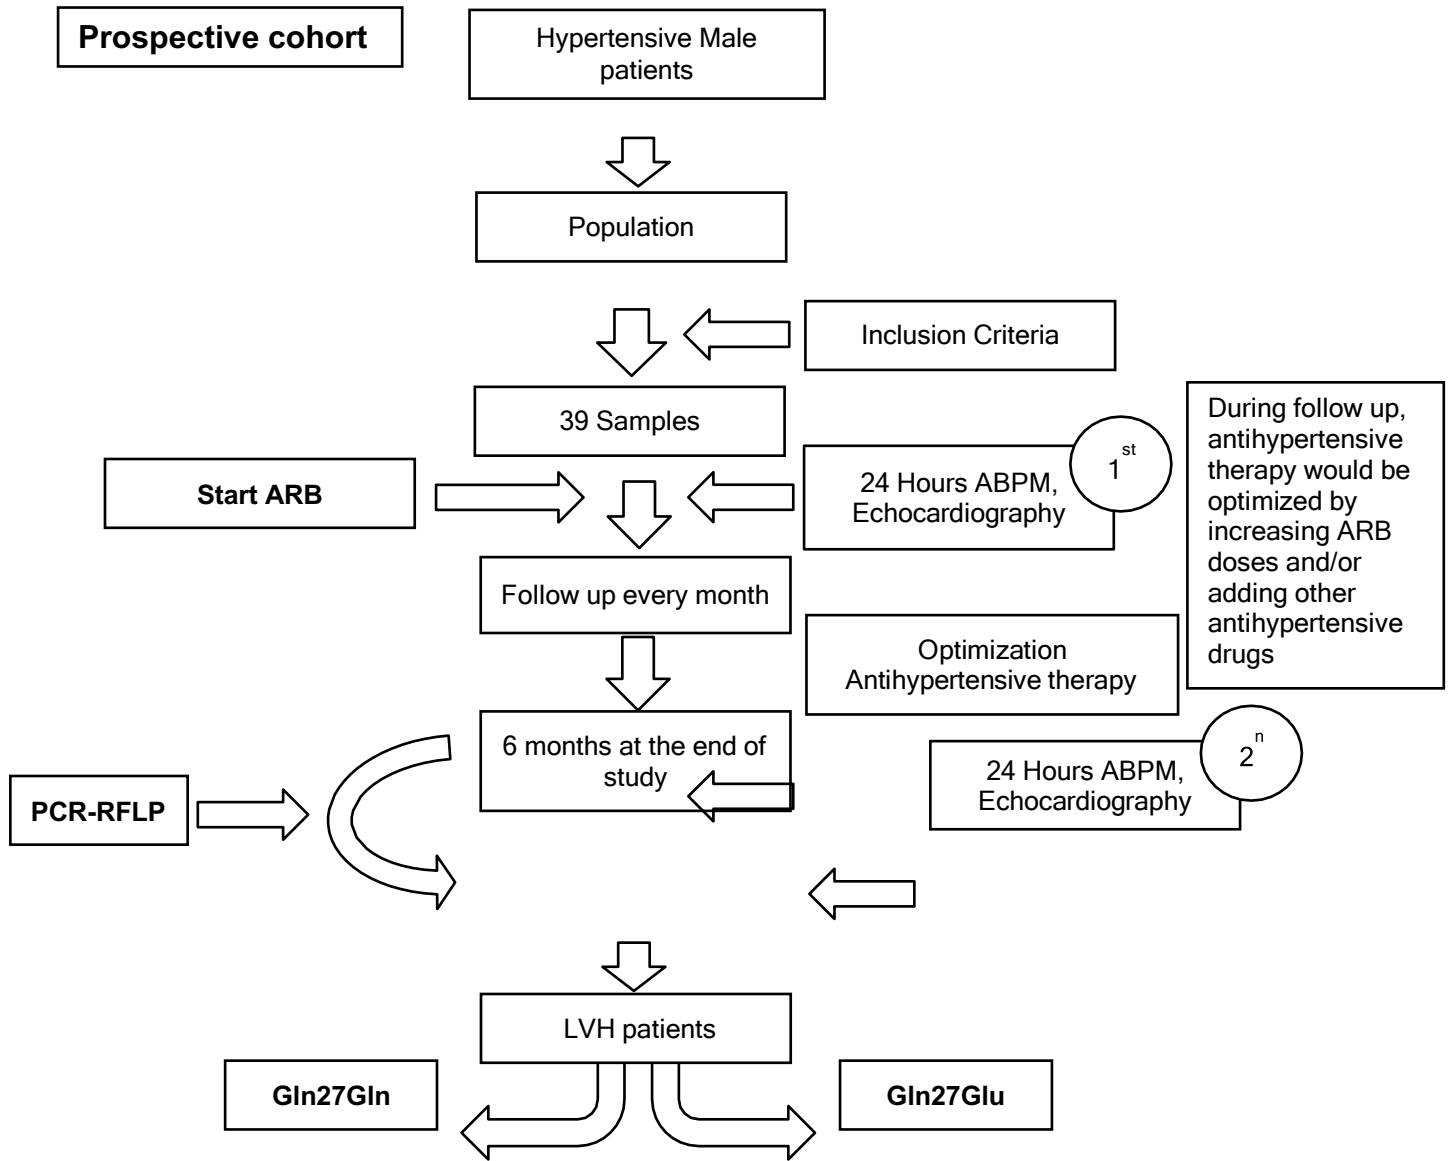 Prospective cohort
Hypertensive Male
patients
Population
Inclusion Criteria
39 Samples
Start ARB
24 Hours ABPM,
Echocardiography
1st
During follow up,
antihypertensive
therapy would be
optimized by
increasing ARB
doses and/or
adding other
antihypertensive
drugs
Follow up every month
Optimization
Antihypertensive therapy
6 months at the end of
study
24 Hours ABPM,
Echocardiography
2n
PCR-RFLP
LVH patients
Gln27Gln
Gln27Glu